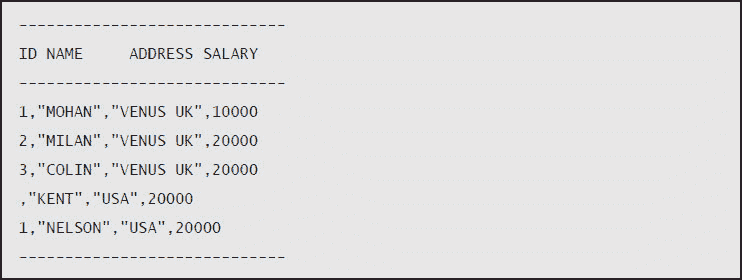 -----------------------------
ID NAME     ADDRESS SALARY
-----------------------------
1,"MOHAN","VENUS UK",10000
2,"MILAN","VENUS UK",20000
3,"COLIN","VENUS UK",20000
,"KENT","USA",20000
1,"NELSON","USA",20000
-----------------------------